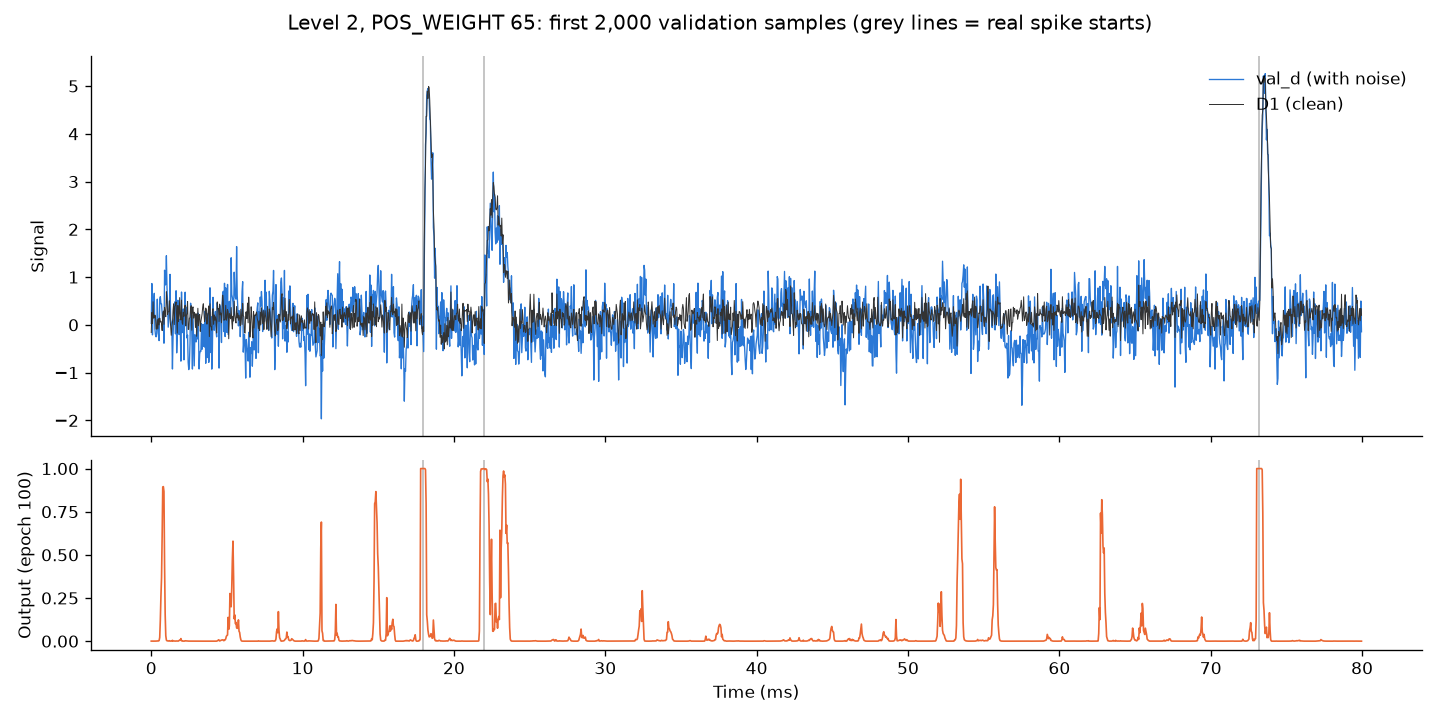 Level 2, POS_WEIGHT 65: first 2,000 validation samples (grey lines = real spike starts)
val_d (with noise)
D1 (clean)
Signal
5
4
3
2
1
0
−1
−2
Output (epoch 100)
1.00
0.75
0.50
0.25
0.00
0 10 20 30 40 50 60 70 80
Time (ms)